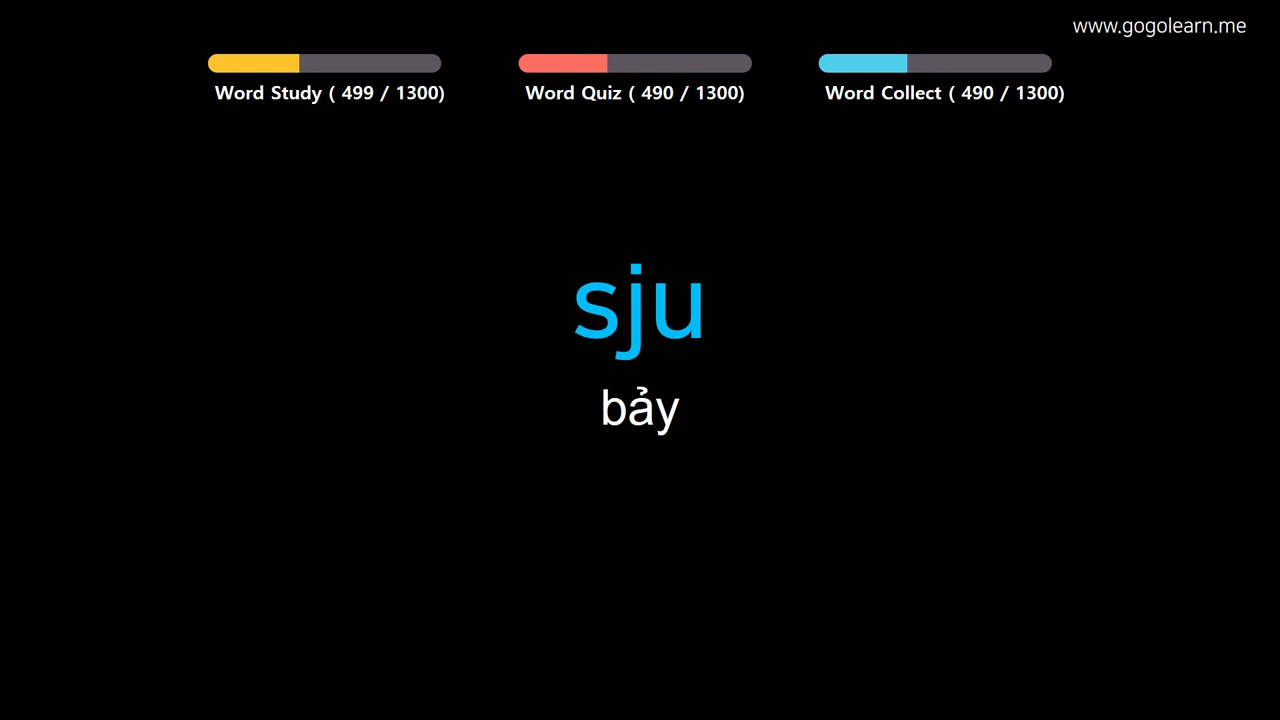 www.gogolearn.me
Word Study ( 499 / 1300)
Word Quiz ( 490 / 1300)
Word Collect ( 490 / 1300)
sju
bảy